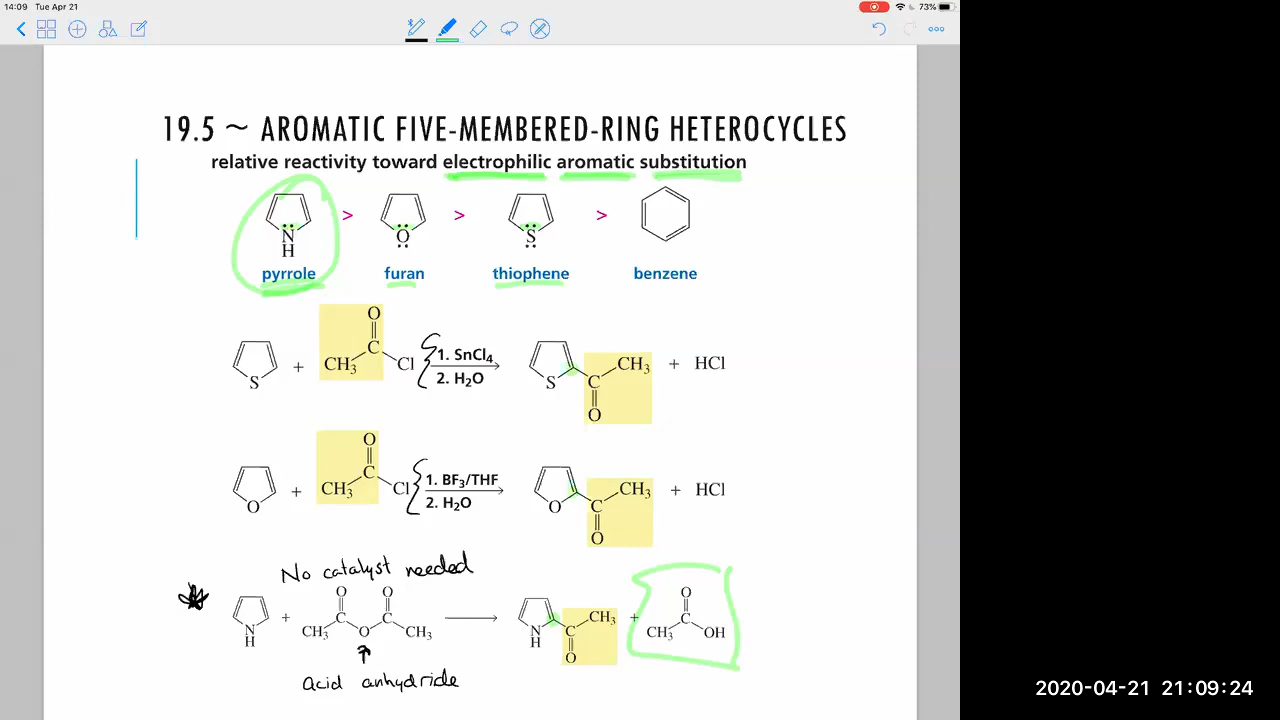 14:09 Tue Apr 21 73%
19.5 ~ AROMATIC FIVE-MEMBERED-RING HETEROCYCLES
relative reactivity toward electrophilic aromatic substitution
N H > O > S >
pyrrole furan thiophene benzene
S + CH3 C O Cl 1. SnCl4 2. H2O S C O CH3 + HCl
O + CH3 C O Cl 1. BF3/THF 2. H2O O C O CH3 + HCl
No catalyst needed
N H + CH3 C O O C O CH3 N H C O CH3 + CH3 C O OH
acid anhydride
2020-04-21 21:09:24